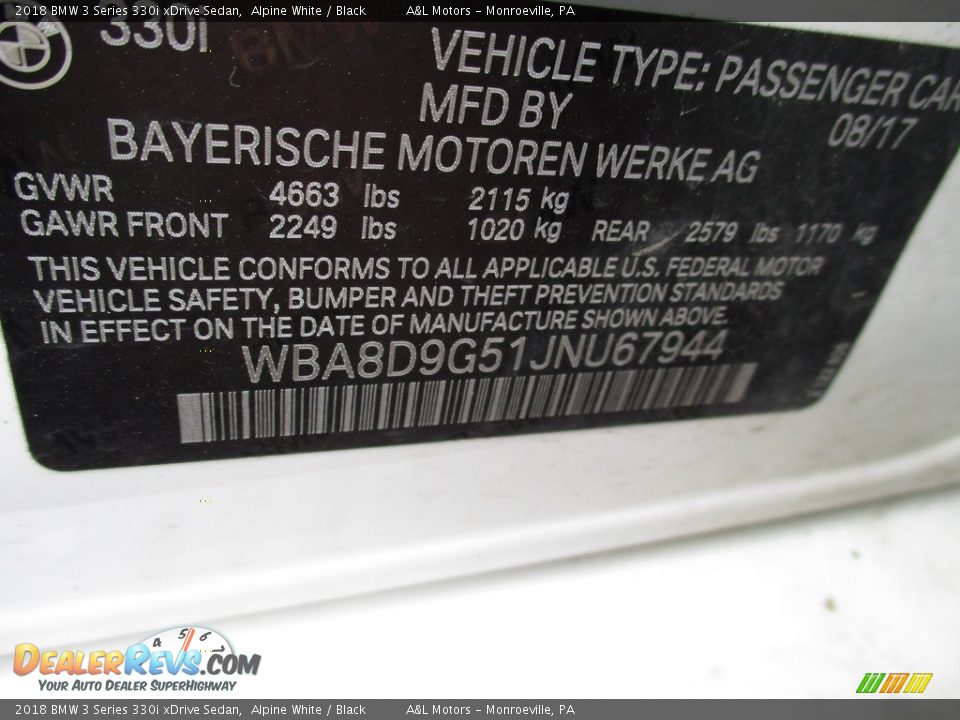 2018 BMW 3 Series 330i xDrive Sedan,  Alpine White / Black     A&L Motors - Monroeville, PA
330i
VEHICLE TYPE: PASSENGER CAR
MFD BY
08/17
BAYERISCHE MOTOREN WERKE AG
GVWR 4663 lbs 2115 kg
GAWR FRONT 2249 lbs 1020 kg REAR 2579 lbs 1170 kg
THIS VEHICLE CONFORMS TO ALL APPLICABLE U.S. FEDERAL MOTOR
VEHICLE SAFETY, BUMPER AND THEFT PREVENTION STANDARDS
IN EFFECT ON THE DATE OF MANUFACTURE SHOWN ABOVE.
WBA8D9G51JNU67944
4 5 6
DEALERREVS.COM
YOUR AUTO DEALER SUPERHIGHWAY
2018 BMW 3 Series 330i xDrive Sedan,  Alpine White / Black     A&L Motors - Monroeville, PA